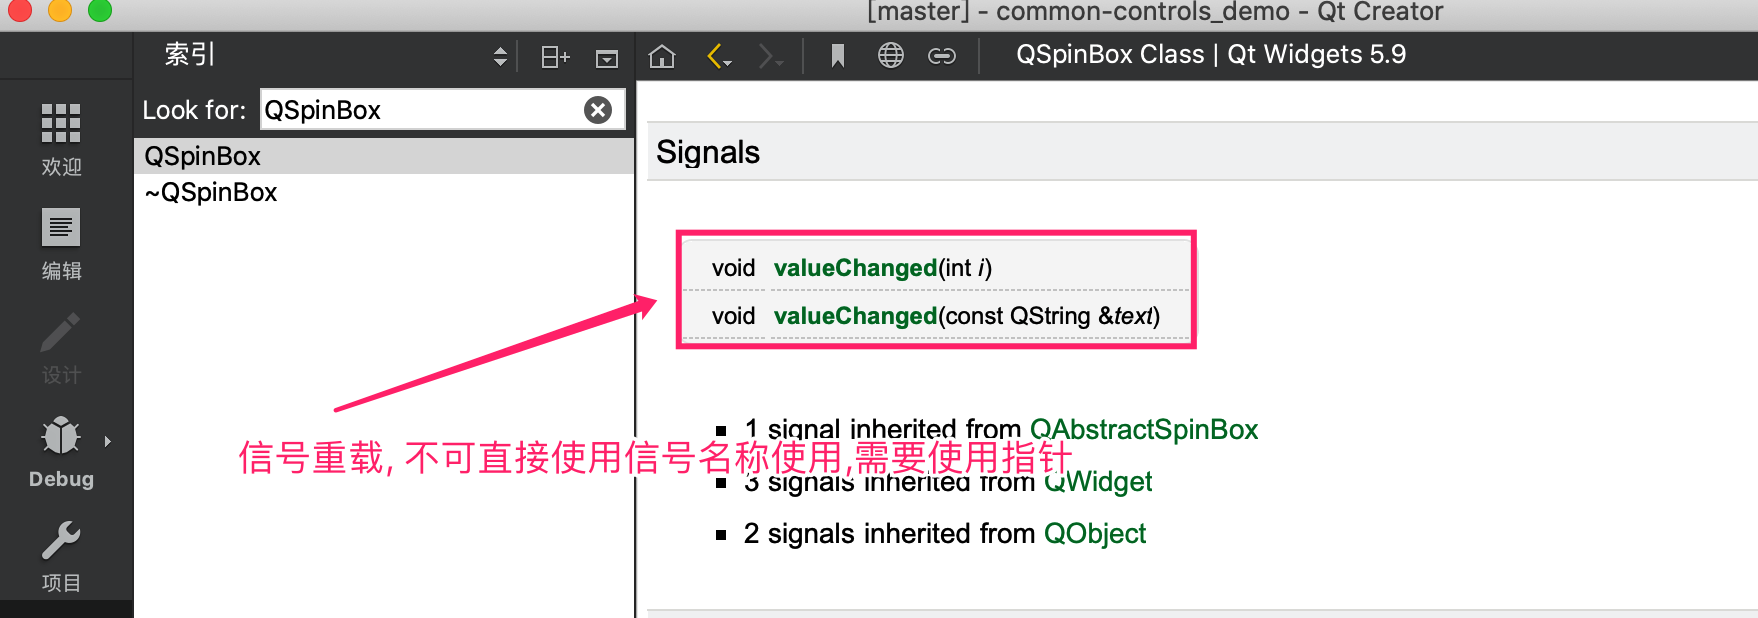 [master] - common-controls_demo - Qt Creator
索引
QSpinBox Class | Qt Widgets 5.9
Look for: QSpinBox
QSpinBox
~QSpinBox
欢迎
编辑
设计
Debug
项目
Signals
void valueChanged(int i)
void valueChanged(const QString &text)
1 signal inherited from QAbstractSpinBox
信号重载, 不可直接使用信号名称使用,需要使用指针
3 signals inherited from QWidget
2 signals inherited from QObject